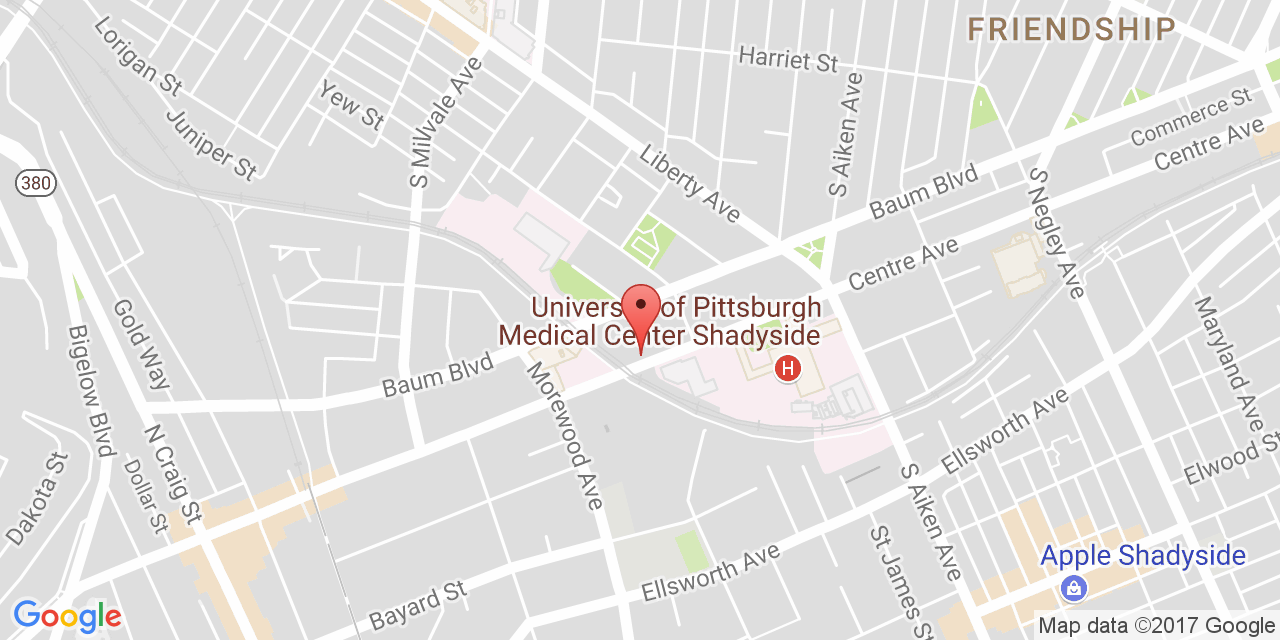 FRIENDSHIP
Lorigan St
Harriet St
Yew St
S Millvale Ave
S Aiken Ave
Commerce St
Centre Ave
Juniper St
Liberty Ave
380
Baum Blvd
S Negley Ave
Centre Ave
University of Pittsburgh
Medical Center Shadyside
H
Gold Way
Bigelow Blvd
Baum Blvd
Morewood Ave
Maryland Ave
Ellsworth Ave
Elwood St
N Craig St
Dollar St
Dakota St
S Aiken Ave
St James St
Apple Shadyside
Ellsworth Ave
Bayard St
Google
Map data ©2017 Google